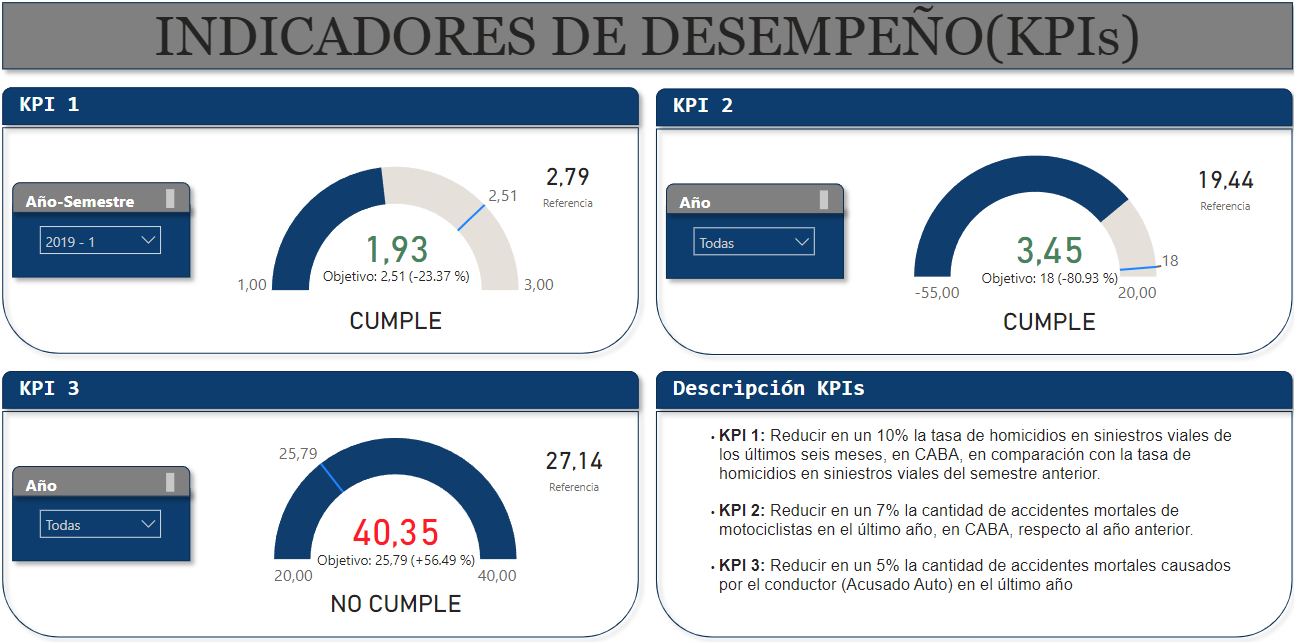 INDICADORES DE DESEMPEÑO(KPIs)
KPI 1
Año-Semestre
2019 - 1
2,79
Referencia
2,51
1,93
Objetivo: 2,51 (-23.37 %)
1,00
3,00
CUMPLE
KPI 2
Año
Todas
19,44
Referencia
3,45
Objetivo: 18 (-80.93 %)
18
-55,00
20,00
CUMPLE
KPI 3
Año
Todas
25,79
27,14
Referencia
40,35
Objetivo: 25,79 (+56.49 %)
20,00
40,00
NO CUMPLE
Descripción KPIs
• KPI 1: Reducir en un 10% la tasa de homicidios en siniestros viales de
los últimos seis meses, en CABA, en comparación con la tasa de
homicidios en siniestros viales del semestre anterior.
• KPI 2: Reducir en un 7% la cantidad de accidentes mortales de
motociclistas en el último año, en CABA, respecto al año anterior.
• KPI 3: Reducir en un 5% la cantidad de accidentes mortales causados
por el conductor (Acusado Auto) en el último año